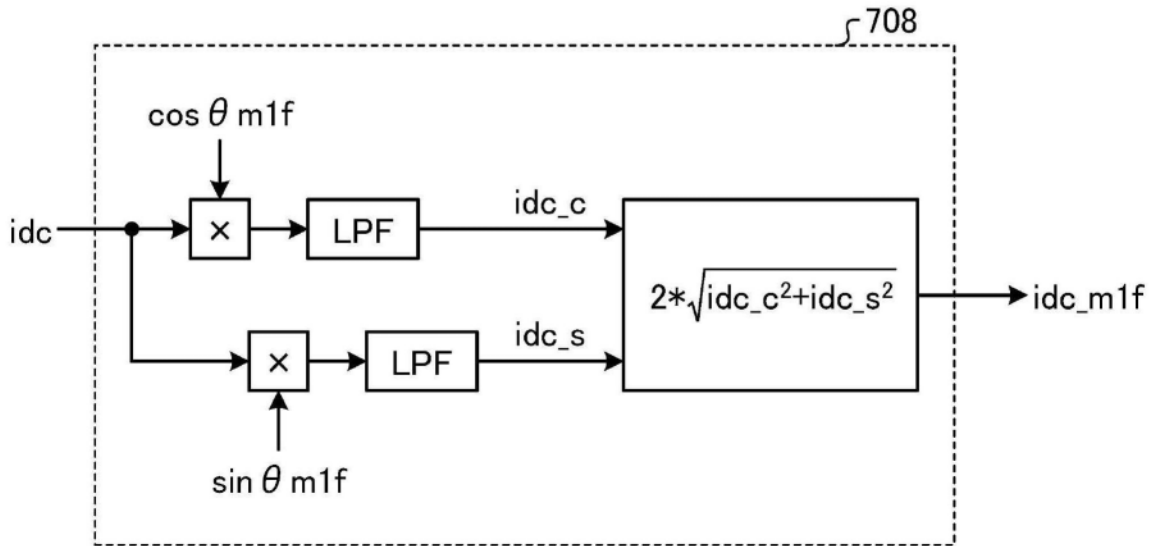 708
cos θ m1f
idc
×
LPF
idc_c
2*√idc_c²+idc_s²
idc_m1f
×
LPF
idc_s
sin θ m1f